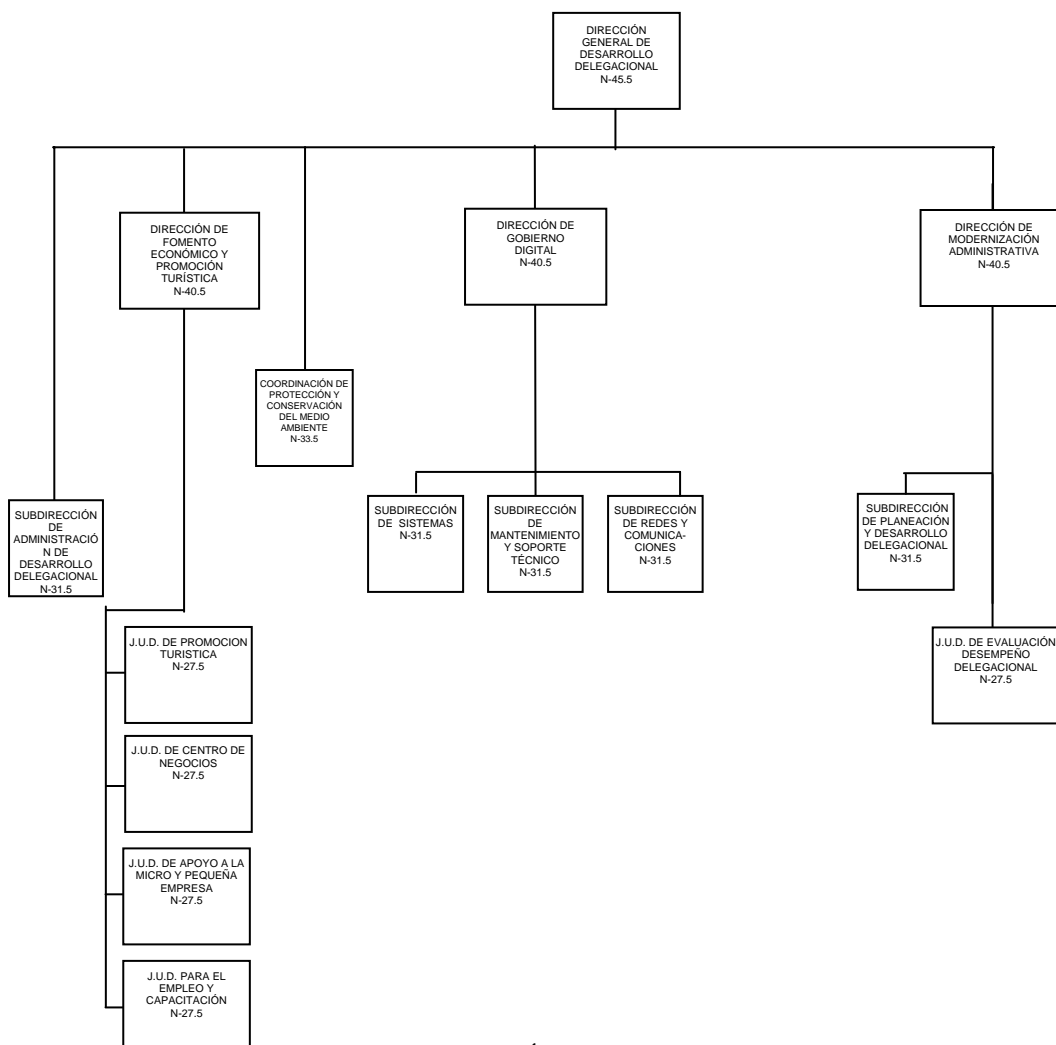 DIRECCIÓN
GENERAL DE
DESARROLLO
DELEGACIONAL
N-45.5
DIRECCIÓN DE
FOMENTO
ECONÓMICO Y
PROMOCIÓN
TURÍSTICA
N-40.5
DIRECCIÓN DE
GOBIERNO
DIGITAL
N-40.5
DIRECCIÓN DE
MODERNIZACIÓN
ADMINISTRATIVA
N-40.5
COORDINACIÓN DE
PROTECCIÓN Y
CONSERVACIÓN
DEL MEDIO
AMBIENTE
N-33.5
SUBDIRECCIÓN
DE
ADMINISTRACIÓ
N DE
DESARROLLO
DELEGACIONAL
N-31.5
SUBDIRECCIÓN
DE SISTEMAS
N-31.5
SUBDIRECCIÓN
DE
MANTENIMIENTO
Y SOPORTE
TÉCNICO
N-31.5
SUBDIRECCIÓN
DE REDES Y
COMUNICA-
CIONES
N-31.5
SUBDIRECCIÓN
DE PLANEACIÓN
Y DESARROLLO
DELEGACIONAL
N-31.5
J.U.D. DE PROMOCION
TURISTICA
N-27.5
J.U.D. DE EVALUACIÓN
DESEMPEÑO
DELEGACIONAL
N-27.5
J.U.D. DE CENTRO DE
NEGOCIOS
N-27.5
J.U.D. DE APOYO A LA
MICRO Y PEQUEÑA
EMPRESA
N-27.5
J.U.D. PARA EL
EMPLEO Y
CAPACITACIÓN
N-27.5